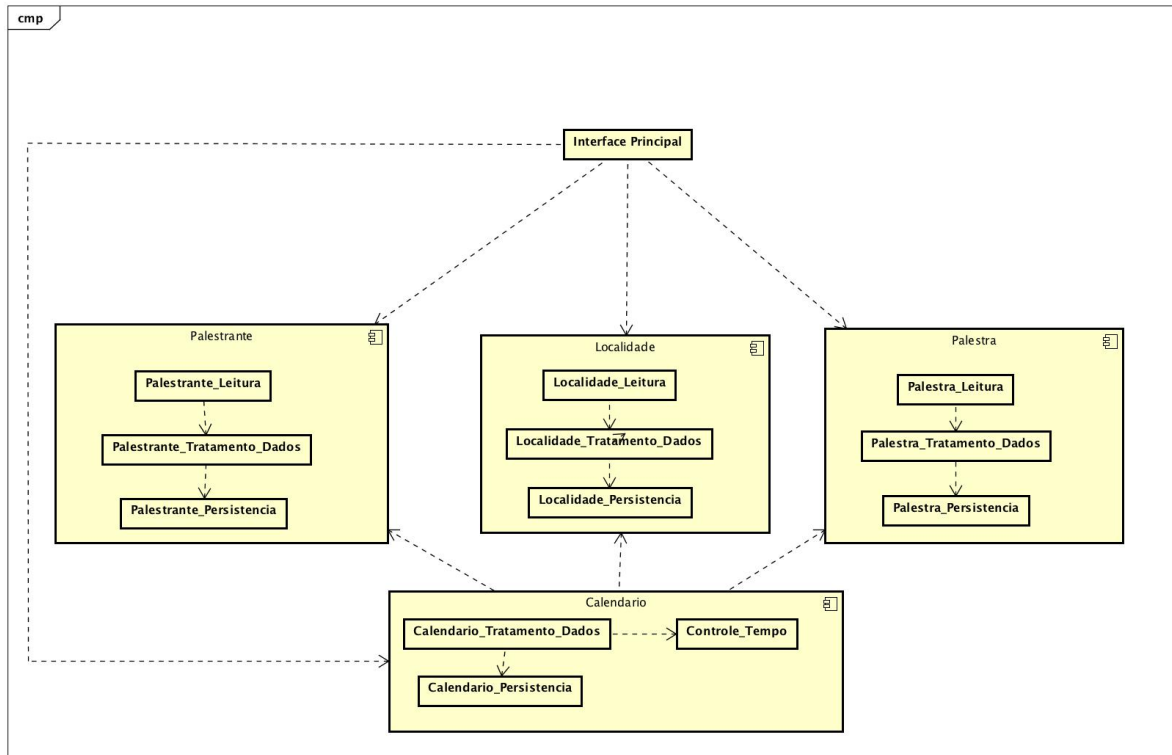 cmp
Interface Principal
Palestrante
Palestrante_Leitura
Palestrante_Tratamento_Dados
Palestrante_Persistencia
Localidade
Localidade_Leitura
Localidade_Tratamento_Dados
Localidade_Persistencia
Palestra
Palestra_Leitura
Palestra_Tratamento_Dados
Palestra_Persistencia
Calendario
Calendario_Tratamento_Dados
Controle_Tempo
Calendario_Persistencia